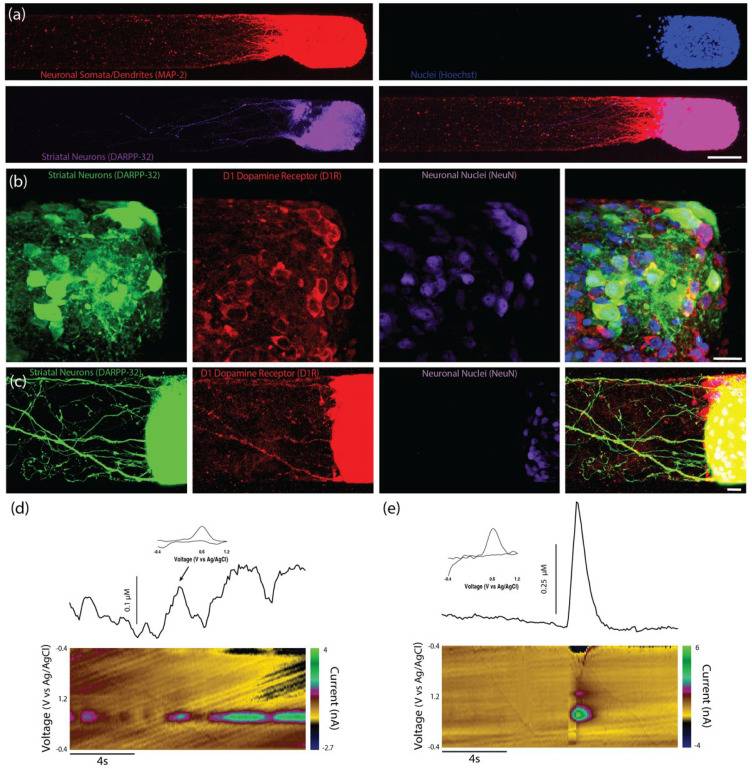 (a)
Neuronal Somata/Dendrites (MAP-2)
Nuclei (Hoechst)
Striatal Neurons (DARPP-32)
(b)
Striatal Neurons (DARPP-32)
D1 Dopamine Receptor (D1R)
Neuronal Nuclei (NeuN)
(c)
Striatal Neurons (DARPP-32)
D1 Dopamine Receptor (D1R)
Neuronal Nuclei (NeuN)
(d)
-0.4
0.6
1.2
Voltage (V vs Ag/AgCl)
0.1 µM
-0.4
1.2
-0.4
Voltage (V vs Ag/AgCl)
4
-2.7
Current (nA)
4s
(e)
-0.4
0.6
1.2
Voltage (V vs Ag/AgCl)
0.25 µM
-0.4
1.2
-0.4
Voltage (V vs Ag/AgCl)
6
-4
Current (nA)
4s